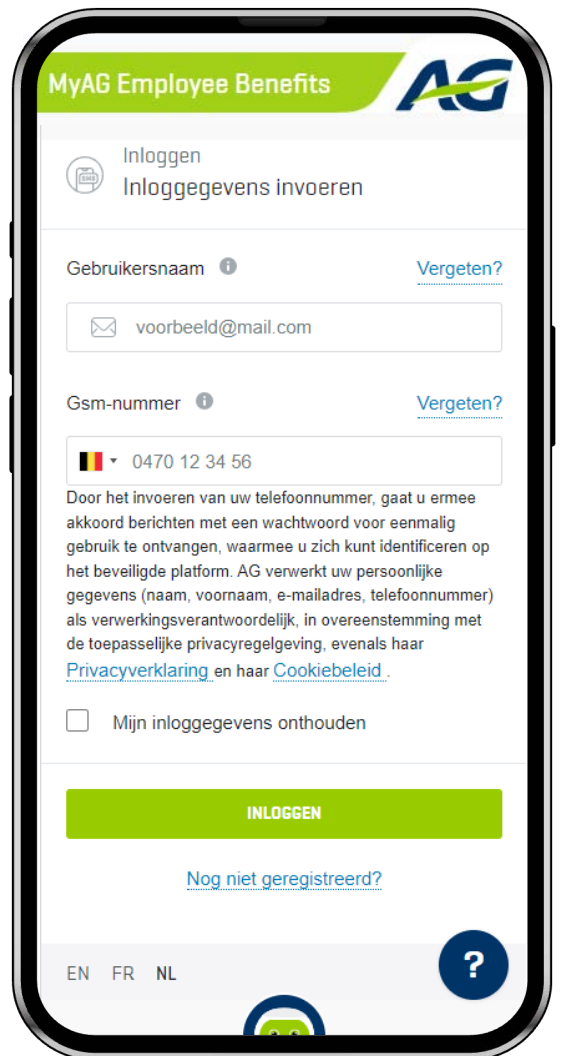 MyAG Employee Benefits
AG
Inloggen
SMS
Inloggegevens invoeren
Gebruikersnaam i Vergeten?
voorbeeld@mail.com
Gsm-nummer i Vergeten?
0470 12 34 56
Door het invoeren van uw telefoonnummer, gaat u ermee
akkoord berichten met een wachtwoord voor eenmalig
gebruik te ontvangen, waarmee u zich kunt identificeren op
het beveiligde platform. AG verwerkt uw persoonlijke
gegevens (naam, voornaam, e-mailadres, telefoonnummer)
als verwerkingsverantwoordelijk, in overeenstemming met
de toepasselijke privacyregelgeving, evenals haar
Privacyverklaring en haar Cookiebeleid .
Mijn inloggegevens onthouden
INLOGGEN
Nog niet geregistreerd?
EN FR NL
?